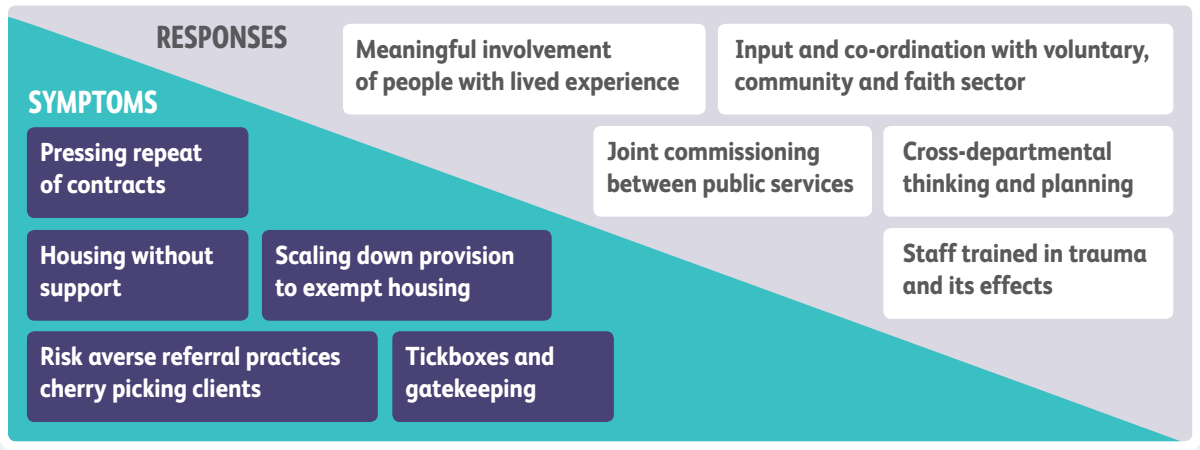 RESPONSES
Meaningful involvement
of people with lived experience
Input and co-ordination with voluntary,
community and faith sector
Joint commissioning
between public services
Cross-departmental
thinking and planning
Staff trained in trauma
and its effects
SYMPTOMS
Pressing repeat
of contracts
Housing without
support
Scaling down provision
to exempt housing
Risk averse referral practices
cherry picking clients
Tickboxes and
gatekeeping